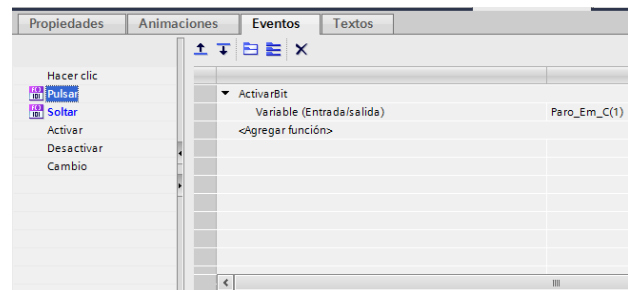 Propiedades Animaciones Eventos Textos
Hacer clic
Pulsar
Soltar
Activar
Desactivar
Cambio
ActivarBit
Variable (Entrada/salida) Paro_Em_C(1)
<Agregar función>